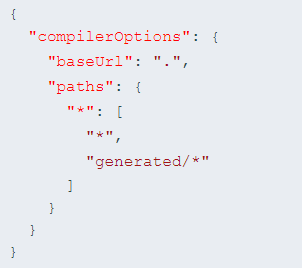 {
  "compilerOptions": {
    "baseUrl": ".",
    "paths": {
      "*": [
        "*",
        "generated/*"
      ]
    }
  }
}